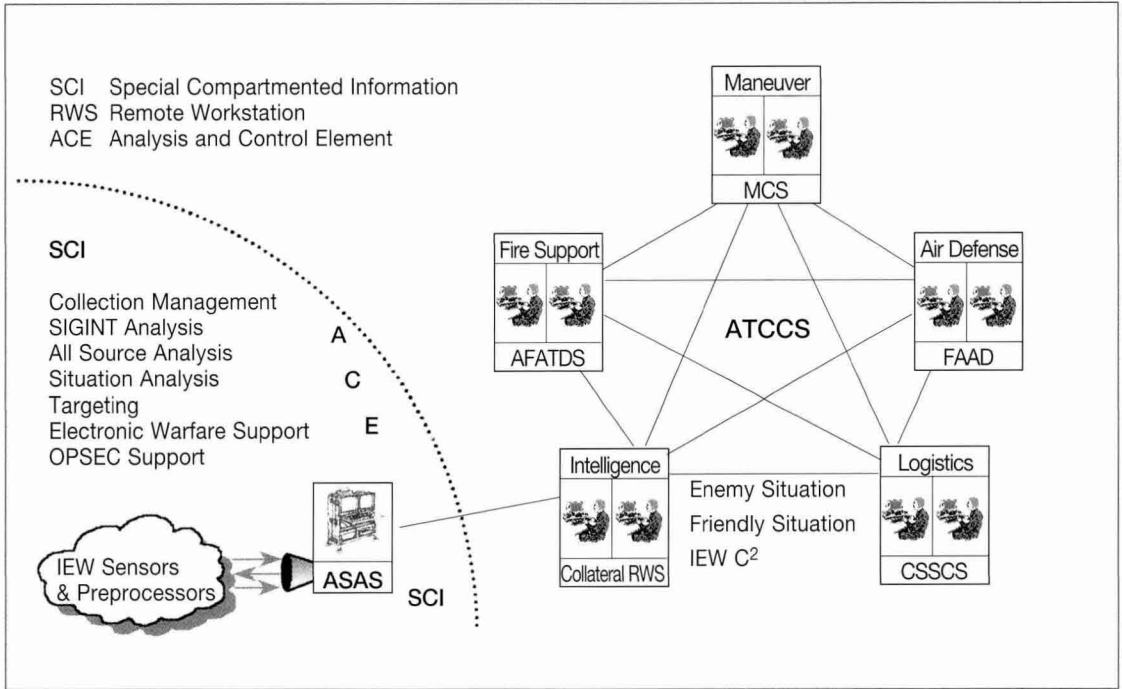 SCI Special Compartmented Information
RWS Remote Workstation
ACE Analysis and Control Element
SCI
Collection Management
SIGINT Analysis
All Source Analysis
Situation Analysis
Targeting
Electronic Warfare Support
OPSEC Support
A
C
E
IEW Sensors
& Preprocessors
ASAS
SCI
Maneuver
MCS
Fire Support
AFATDS
Air Defense
FAAD
ATCCS
Intelligence
Collateral RWS
Enemy Situation
Friendly Situation
IEW C²
Logistics
CSSCS